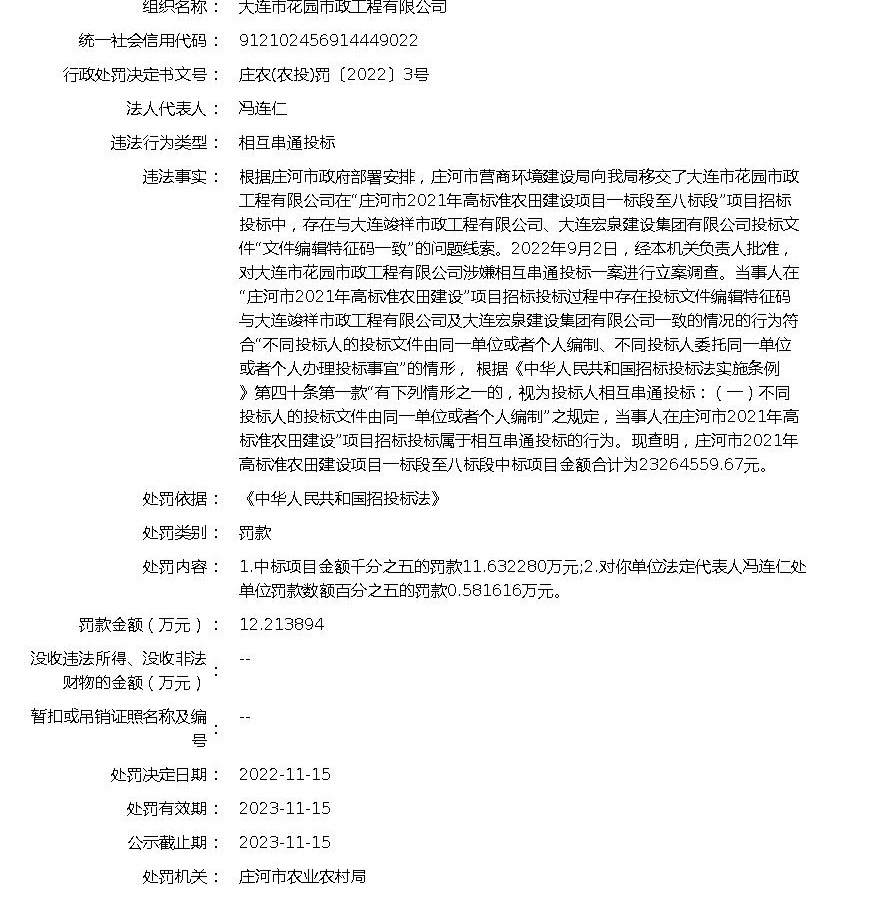 组织名称： 大连市花园市政工程有限公司
统一社会信用代码： 912102456914449022
行政处罚决定书文号： 庄农(农投)罚〔2022〕3号
法人代表人： 冯连仁
违法行为类型： 相互串通投标
违法事实： 根据庄河市政府部署安排，庄河市营商环境建设局向我局移交了大连市花园市政
工程有限公司在“庄河市2021年高标准农田建设项目一标段至八标段”项目招标
投标中，存在与大连竣祥市政工程有限公司、大连宏泉建设集团有限公司投标文
件“文件编辑特征码一致”的问题线索。2022年9月2日，经本机关负责人批准，
对大连市花园市政工程有限公司涉嫌相互串通投标一案进行立案调查。当事人在
“庄河市2021年高标准农田建设”项目招标投标过程中存在投标文件编辑特征码
与大连竣祥市政工程有限公司及大连宏泉建设集团有限公司一致的情况的行为符
合“不同投标人的投标文件由同一单位或者个人编制、不同投标人委托同一单位
或者个人办理投标事宜”的情形， 根据《中华人民共和国招标投标法实施条例
》第四十条第一款“有下列情形之一的，视为投标人相互串通投标：（一）不同
投标人的投标文件由同一单位或者个人编制”之规定，当事人在庄河市2021年高
标准农田建设”项目招标投标属于相互串通投标的行为。现查明，庄河市2021年
高标准农田建设项目一标段至八标段中标项目金额合计为23264559.67元。
处罚依据： 《中华人民共和国招投标法》
处罚类别： 罚款
处罚内容： 1.中标项目金额千分之五的罚款11.632280万元;2.对你单位法定代表人冯连仁处
单位罚款数额百分之五的罚款0.581616万元。
罚款金额（万元）： 12.213894
没收违法所得、没收非法
财物的金额（万元）： --
暂扣或吊销证照名称及编
号： --
处罚决定日期： 2022-11-15
处罚有效期： 2023-11-15
公示截止期： 2023-11-15
处罚机关： 庄河市农业农村局